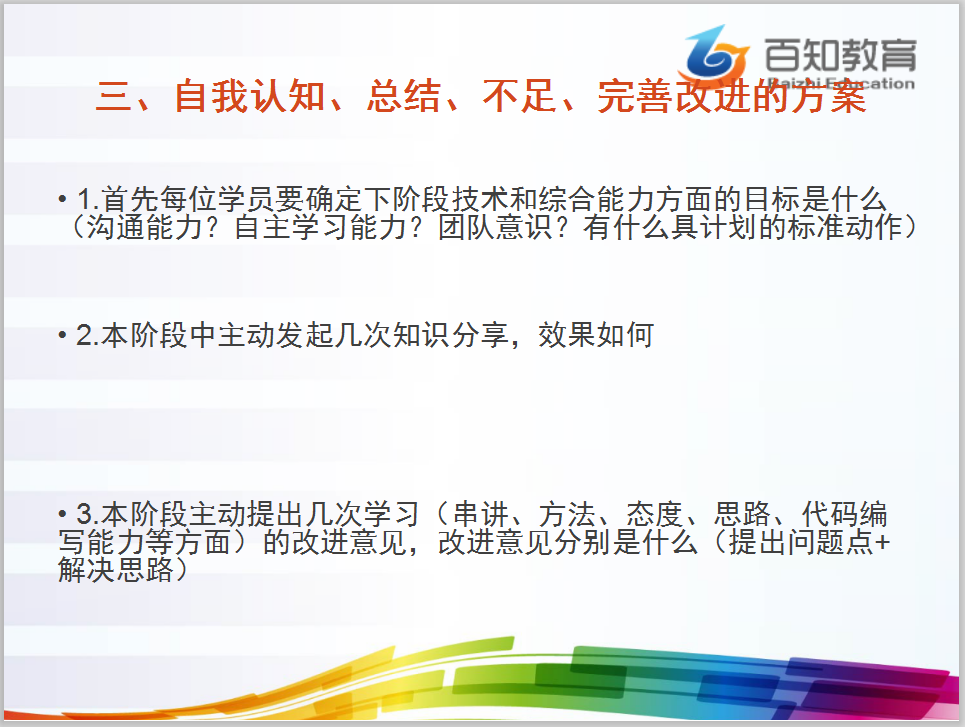 百知教育
Baizhi Education
三、自我认知、总结、不足、完善改进的方案
• 1.首先每位学员要确定下阶段技术和综合能力方面的目标是什么
（沟通能力？自主学习能力？团队意识？有什么具计划的标准动作）
• 2.本阶段中主动发起几次知识分享，效果如何
• 3.本阶段主动提出几次学习（串讲、方法、态度、思路、代码编
写能力等方面）的改进意见，改进意见分别是什么（提出问题点+
解决思路）